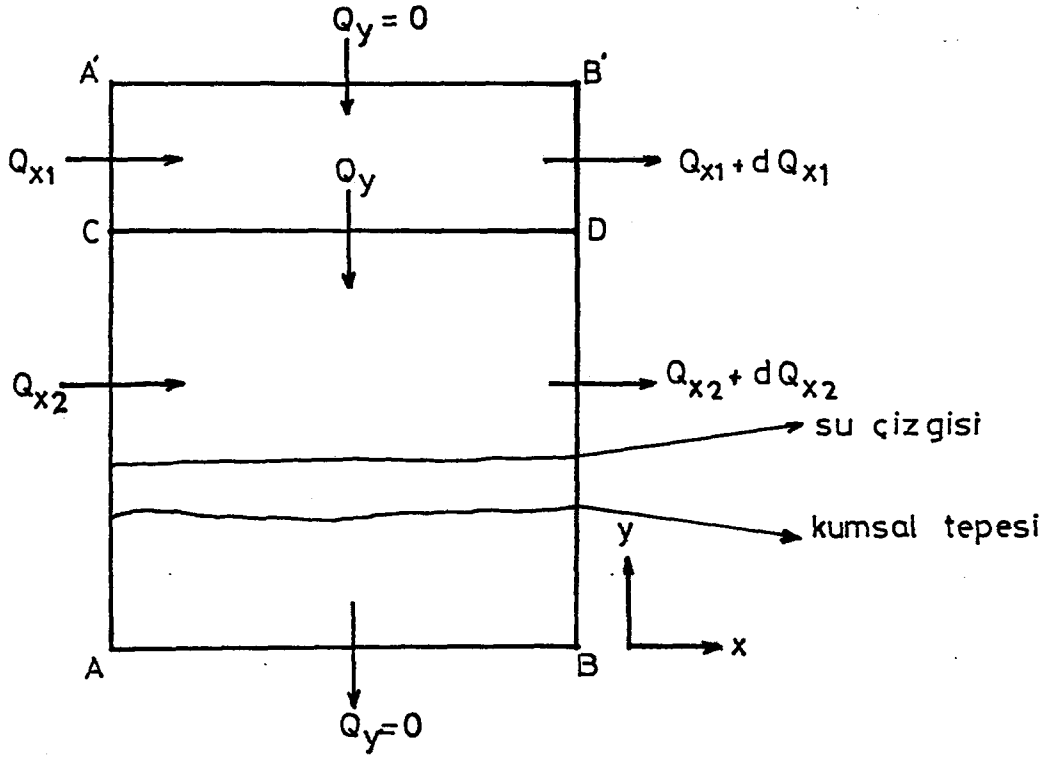 Qy = 0
A' B'
Qx1 Qx1 + dQx1
Qy
C D
Qx2 Qx2 + dQx2
su çizgisi
kumsal tepesi
y
x
A B
Qy = 0